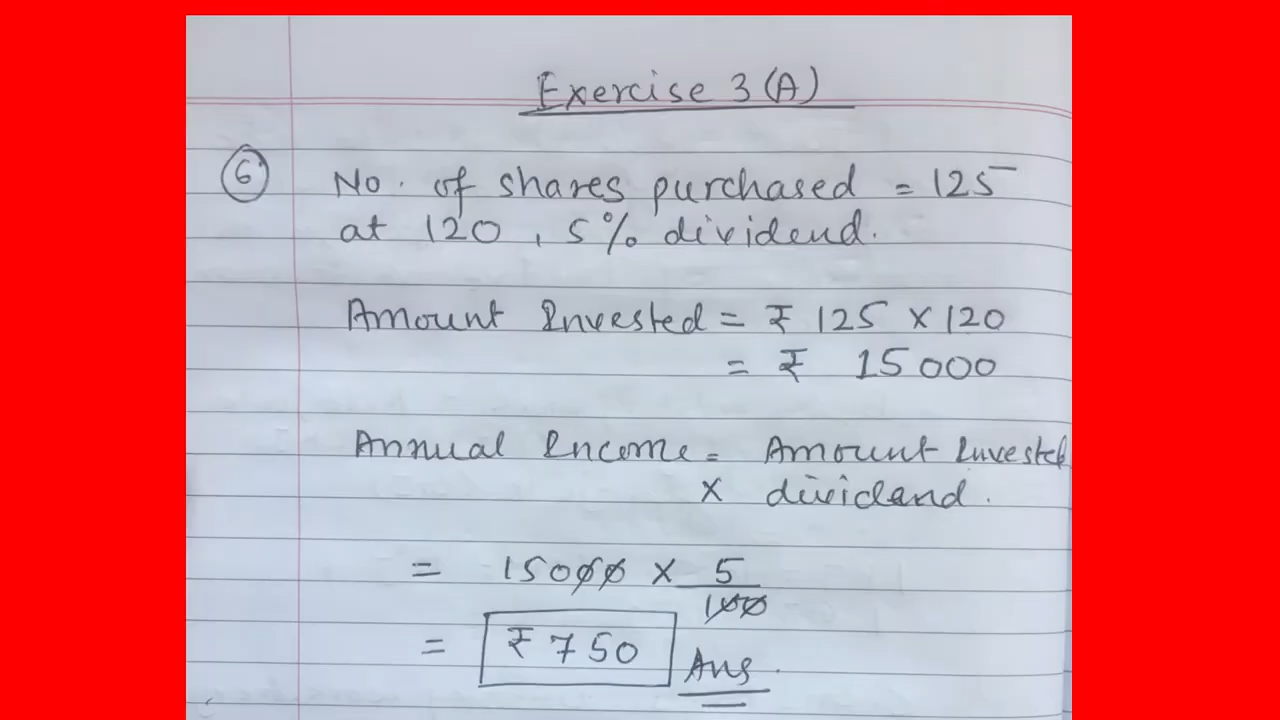 Exercise 3(A)
6 No. of shares purchased = 125
at 120, 5% dividend.
Amount Invested = ₹ 125 × 120
= ₹ 15000
Annual Income = Amount Invested
× dividend.
= 15000 × 5/100
= ₹ 750 Ans.